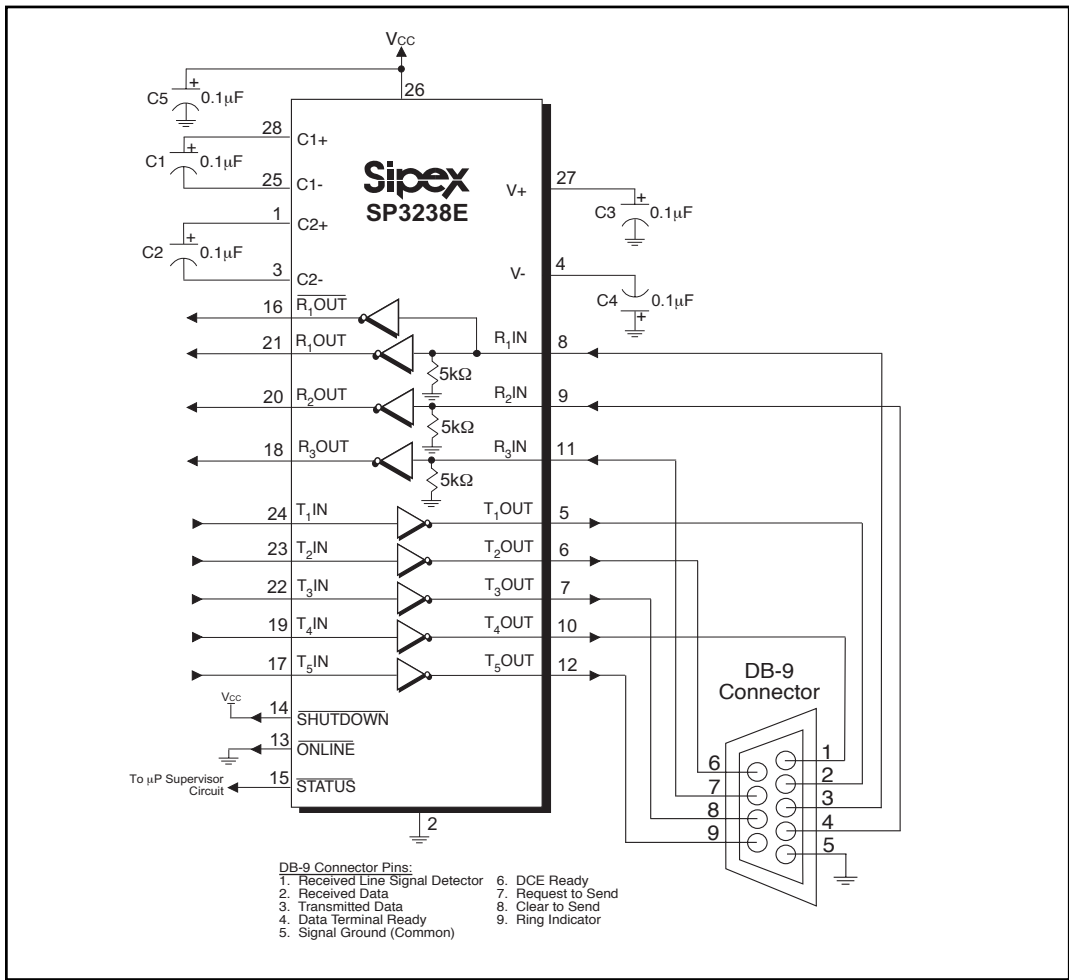 VCC
26
C5 + 0.1µF
28 C1+
C1 + 0.1µF
25 C1-
1 C2+
C2 + 0.1µF
3 C2-
Sipex
SP3238E
V+ 27
C3 + 0.1µF
V- 4
C4 0.1µF +
16 R1OUT
21 R1OUT R1IN 8
5kΩ
20 R2OUT R2IN 9
5kΩ
18 R3OUT R3IN 11
5kΩ
24 T1IN T1OUT 5
23 T2IN T2OUT 6
22 T3IN T3OUT 7
19 T4IN T4OUT 10
17 T5IN T5OUT 12
VCC
14 SHUTDOWN
13 ONLINE
To µP Supervisor
Circuit
15 STATUS
2
DB-9
Connector
6
7
8
9
1
2
3
4
5
DB-9 Connector Pins:
1. Received Line Signal Detector
2. Received Data
3. Transmitted Data
4. Data Terminal Ready
5. Signal Ground (Common)
6. DCE Ready
7. Request to Send
8. Clear to Send
9. Ring Indicator